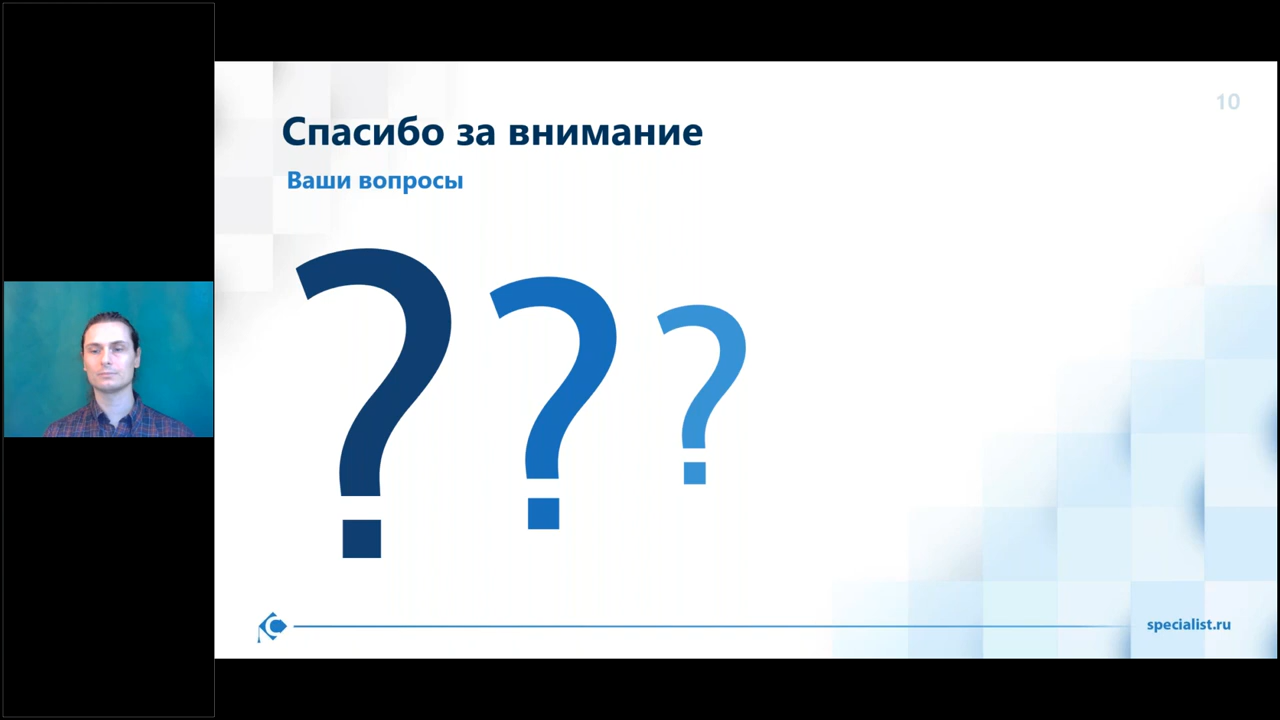 10
Спасибо за внимание
Ваши вопросы
? ? ?
specialist.ru